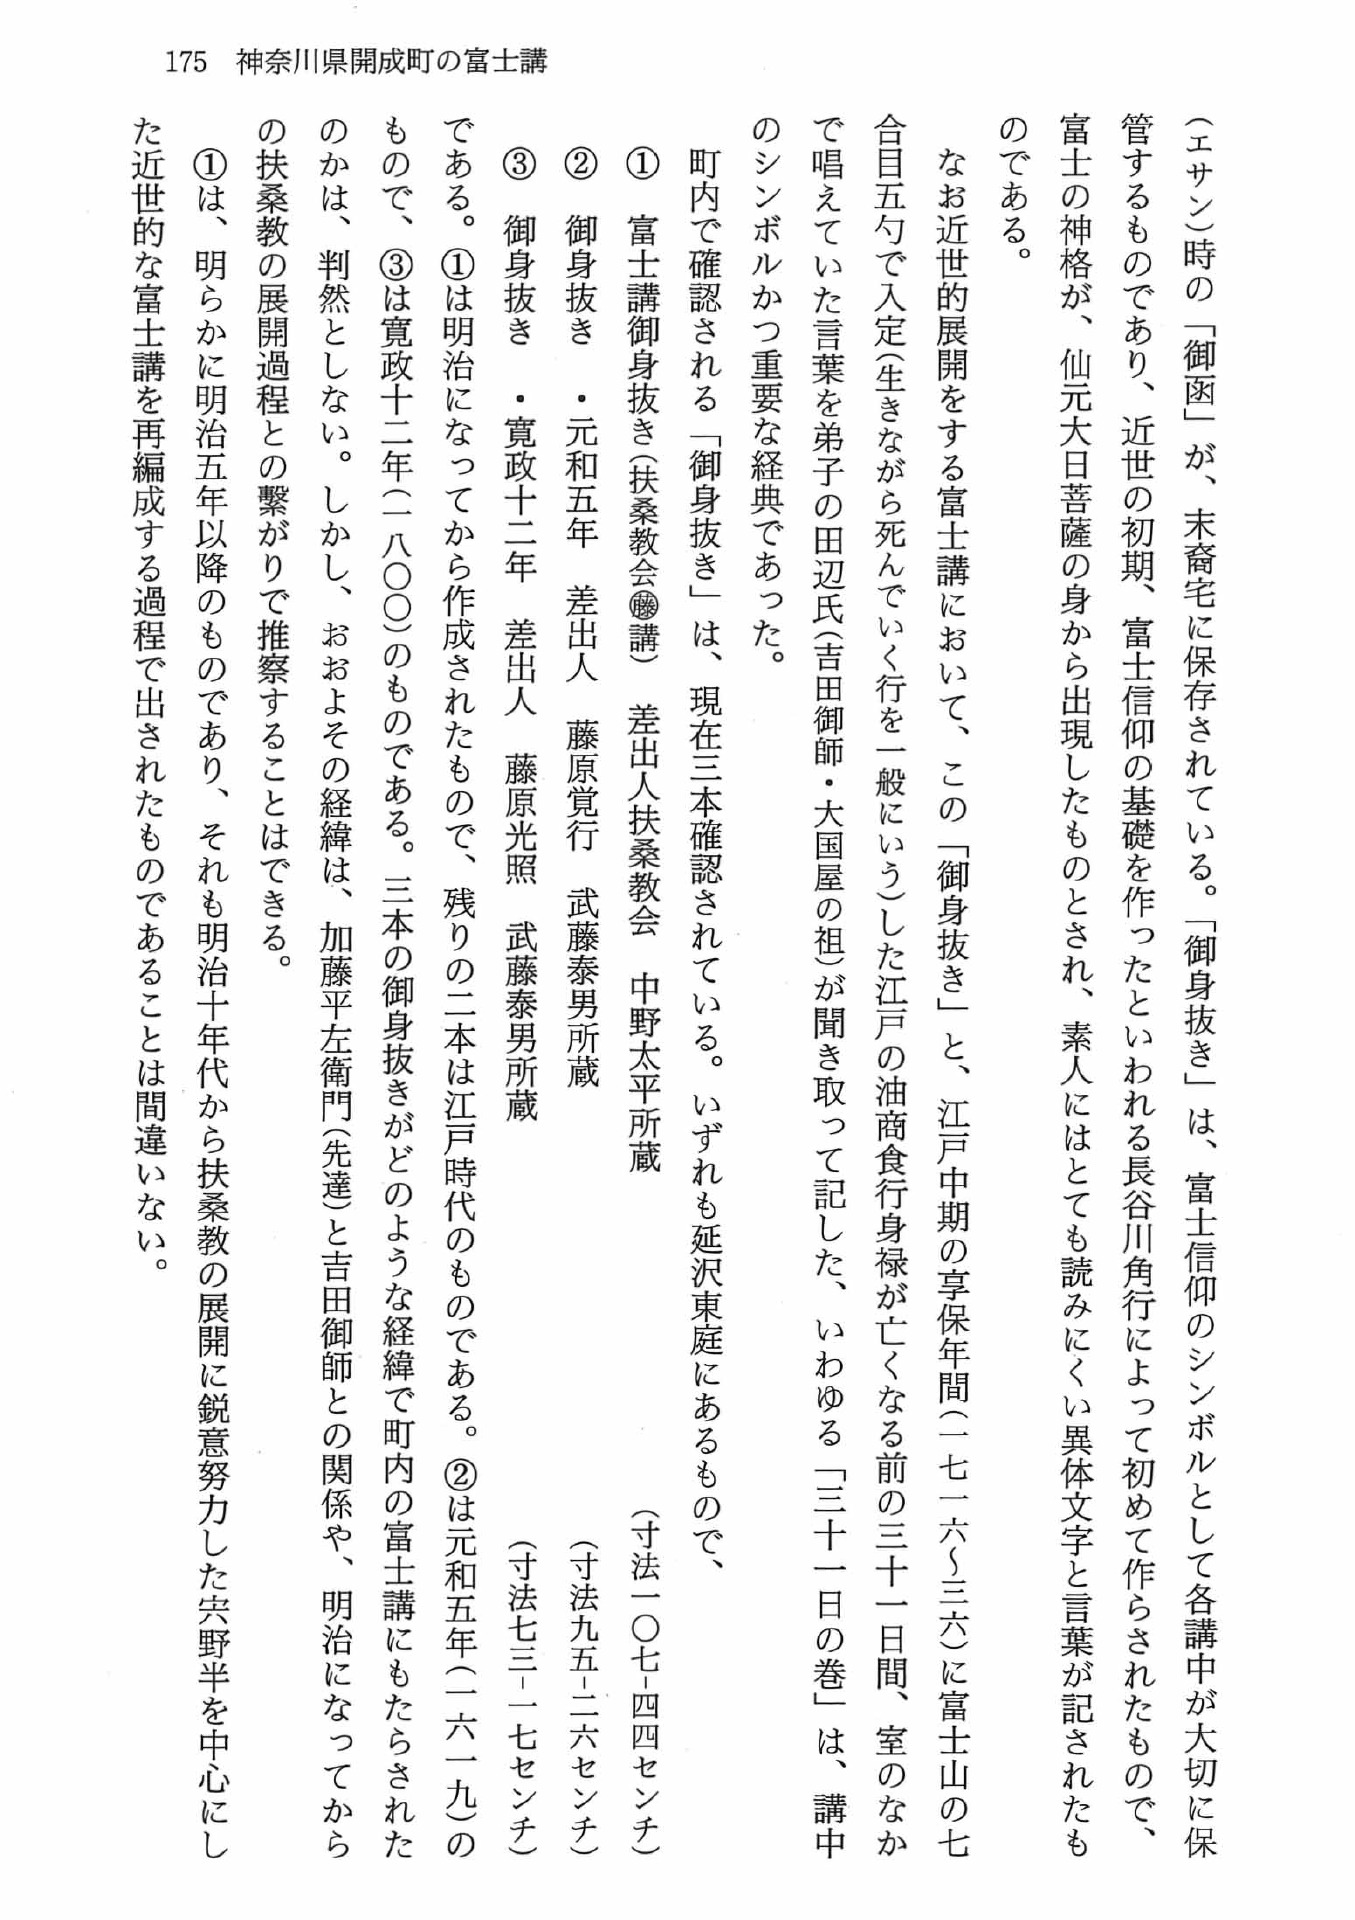 175　神奈川県開成町の富士講
（エサン）時の「御函」が、末裔宅に保存されている。「御身抜き」は、富士信仰のシンボルとして各講中が大切に保
管するものであり、近世の初期、富士信仰の基礎を作ったといわれる長谷川角行によって初めて作らされたもので、
富士の神格が、仙元大日菩薩の身から出現したものとされ、素人にはとても読みにくい異体文字と言葉が記されたも
のである。
　なお近世的展開をする富士講において、この「御身抜き」と、江戸中期の享保年間（一七一六〜三六）に富士山の七
合目五勺で入定（生きながら死んでいく行を一般にいう）した江戸の油商食行身禄が亡くなる前の三十一日間、室のなか
で唱えていた言葉を弟子の田辺氏（吉田御師・大国屋の祖）が聞き取って記した、いわゆる「三十一日の巻」は、講中
のシンボルかつ重要な経典であった。
　町内で確認される「御身抜き」は、現在三本確認されている。いずれも延沢東庭にあるもので、
①　富士講御身抜き（扶桑教会㊞講）　差出人扶桑教会　中野太平所蔵　（寸法一〇七-四四センチ）
②　御身抜き　・元和五年　差出人　藤原覚行　武藤泰男所蔵　（寸法九五-二六センチ）
③　御身抜き　・寛政十二年　差出人　藤原光照　武藤泰男所蔵　（寸法七三-一七センチ）
である。①は明治になってから作成されたもので、残りの二本は江戸時代のものである。②は元和五年（一六一九）の
もので、③は寛政十二年（一八〇〇）のものである。三本の御身抜きがどのような経緯で町内の富士講にもたらされた
のかは、判然としない。しかし、おおよその経緯は、加藤平左衛門（先達）と吉田御師との関係や、明治になってから
の扶桑教の展開過程との繋がりで推察することはできる。
　①は、明らかに明治五年以降のものであり、それも明治十年代から扶桑教の展開に鋭意努力した宍野半を中心にし
た近世的な富士講を再編成する過程で出されたものであることは間違いない。